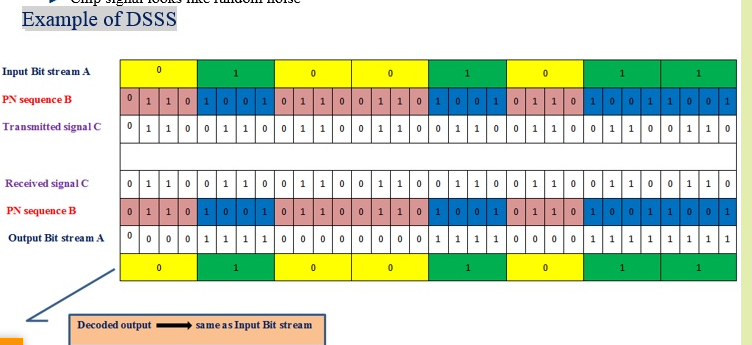 Chip signal looks like random noise
Example of DSSS
Input Bit stream A 0 1 0 0 1 0 1 1
PN sequence B 0 1 1 0 1 0 0 1 0 1 1 0 0 1 1 0 1 0 0 1 0 1 1 0 1 0 0 1 1 0 0 1
Transmitted signal C 0 1 1 0 0 1 1 0 0 1 1 0 0 1 1 0 0 1 1 0 0 1 1 0 0 1 1 0 0 1 1 0
Received signal C 0 1 1 0 0 1 1 0 0 1 1 0 0 1 1 0 0 1 1 0 0 1 1 0 0 1 1 0 0 1 1 0
PN sequence B 0 1 1 0 1 0 0 1 0 1 1 0 0 1 1 0 1 0 0 1 0 1 1 0 1 0 0 1 1 0 0 1
Output Bit stream A 0 0 0 0 1 1 1 1 0 0 0 0 0 0 0 0 1 1 1 1 0 0 0 0 1 1 1 1 1 1 1 1
0 1 0 0 1 0 1 1
Decoded output same as Input Bit stream